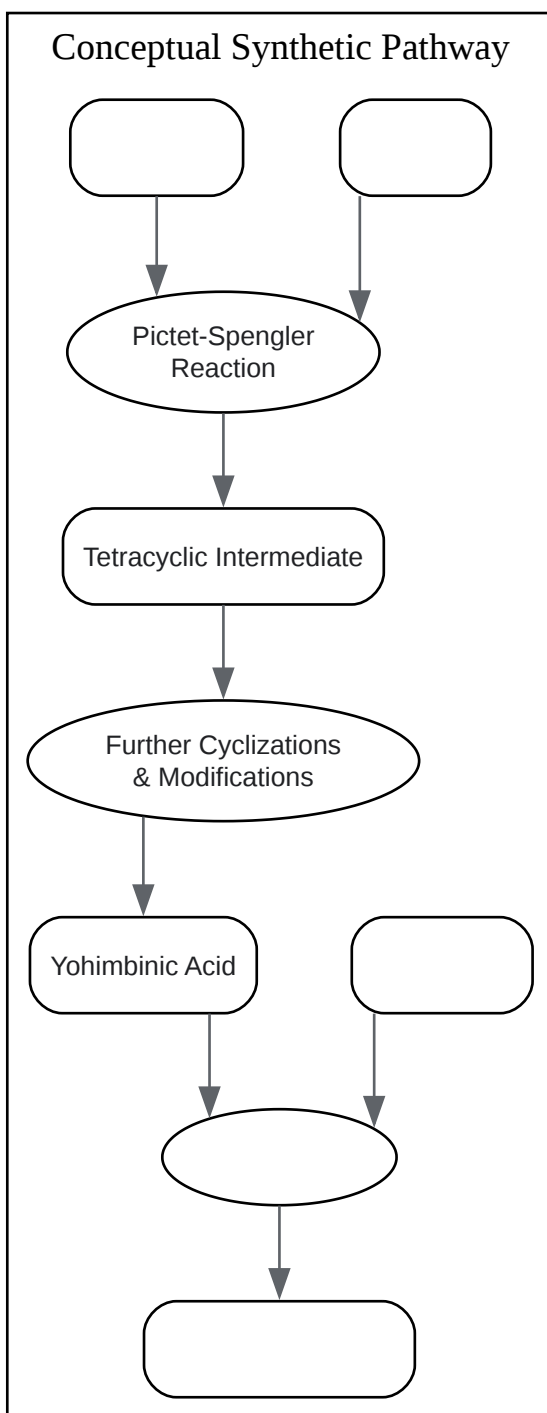 Conceptual Synthetic Pathway
Pictet-Spengler
Reaction
Tetracyclic Intermediate
Further Cyclizations
& Modifications
Yohimbinic Acid